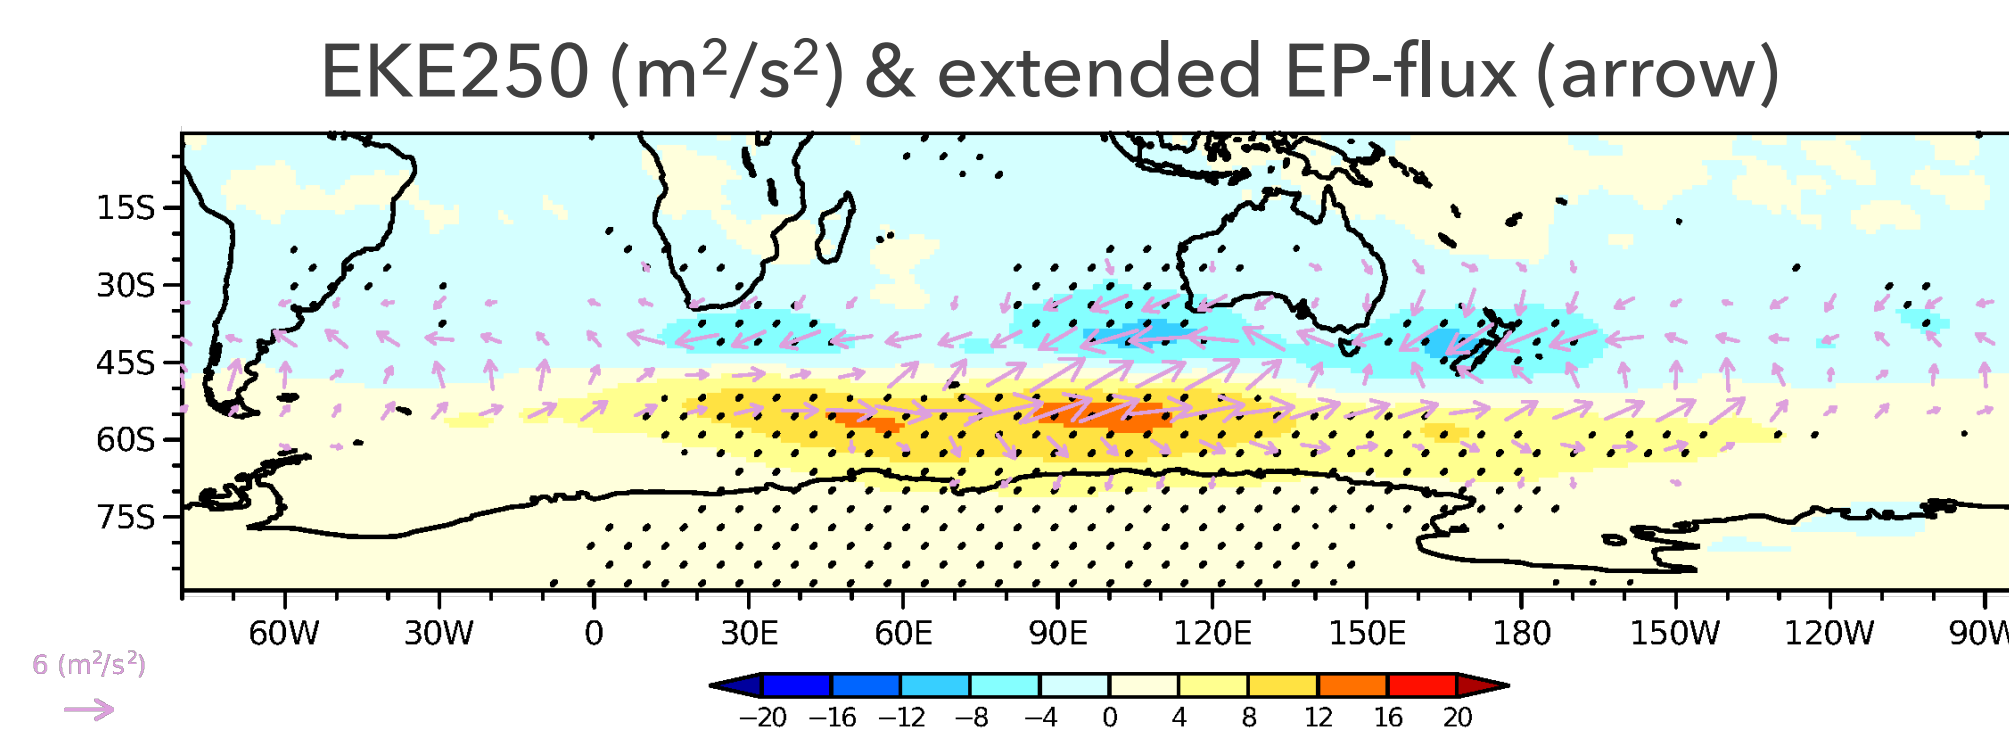 EKE250 (m²/s²) & extended EP-flux (arrow)
15S
30S
45S
60S
75S
60W 30W 0 30E 60E 90E 120E 150E 180 150W 120W 90W
6 (m²/s²)
−20 −16 −12 −8 −4 0 4 8 12 16 20